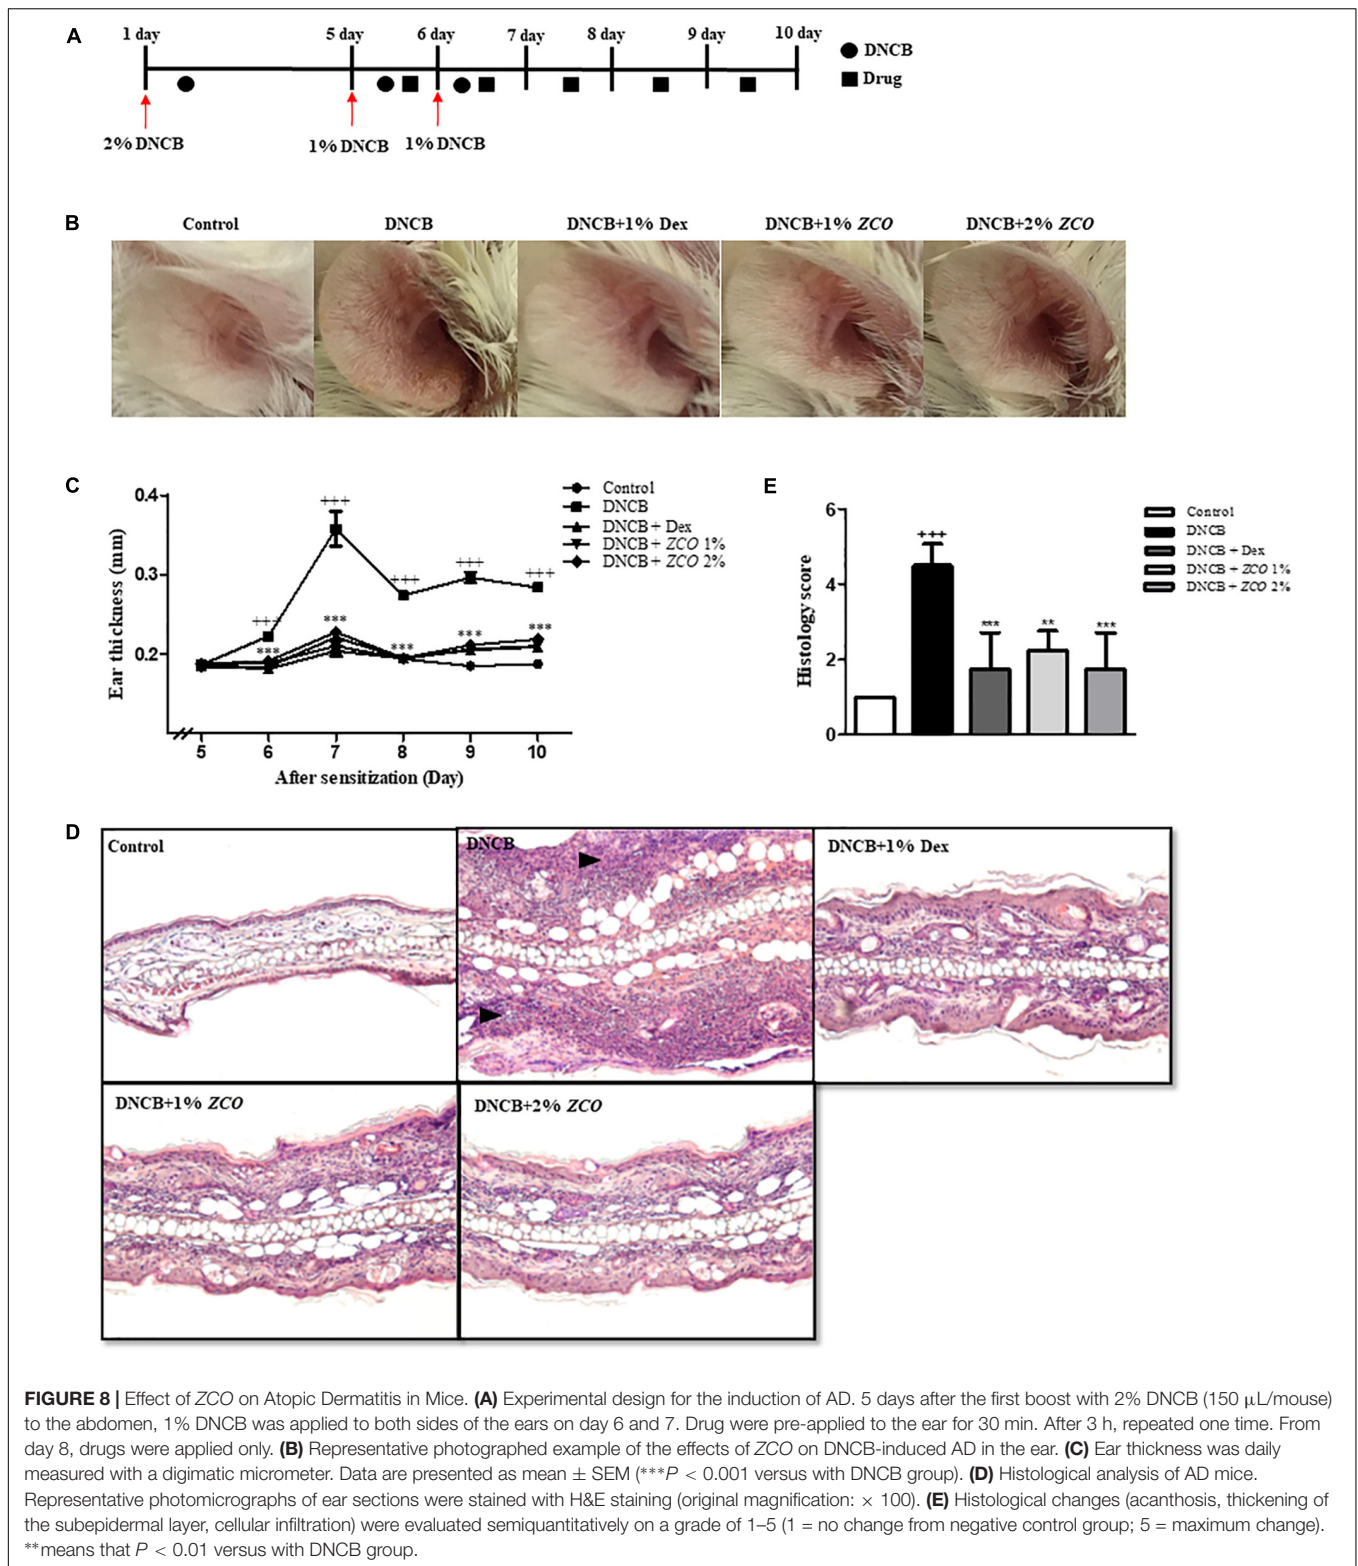 A
1 day 5 day 6 day 7 day 8 day 9 day 10 day
DNCB
Drug
2% DNCB 1% DNCB 1% DNCB
B
Control DNCB DNCB+1% Dex DNCB+1% ZCO DNCB+2% ZCO
C
Ear thickness (mm)
0.4
0.3
0.2
+++ +++ +++ +++ +++
*** *** *** *** ***
5 6 7 8 9 10
After sensitization (Day)
Control
DNCB
DNCB + Dex
DNCB + ZCO 1%
DNCB + ZCO 2%
E
Histology score
6
4
2
0
+++ *** ** ***
Control
DNCB
DNCB + Dex
DNCB + ZCO 1%
DNCB + ZCO 2%
D
Control DNCB DNCB+1% Dex
DNCB+1% ZCO DNCB+2% ZCO
FIGURE 8 | Effect of ZCO on Atopic Dermatitis in Mice. (A) Experimental design for the induction of AD. 5 days after the first boost with 2% DNCB (150 μL/mouse)
to the abdomen, 1% DNCB was applied to both sides of the ears on day 6 and 7. Drug were pre-applied to the ear for 30 min. After 3 h, repeated one time. From
day 8, drugs were applied only. (B) Representative photographed example of the effects of ZCO on DNCB-induced AD in the ear. (C) Ear thickness was daily
measured with a digimatic micrometer. Data are presented as mean ± SEM (***P < 0.001 versus with DNCB group). (D) Histological analysis of AD mice.
Representative photomicrographs of ear sections were stained with H&E staining (original magnification: × 100). (E) Histological changes (acanthosis, thickening of
the subepidermal layer, cellular infiltration) were evaluated semiquantitatively on a grade of 1–5 (1 = no change from negative control group; 5 = maximum change).
**means that P < 0.01 versus with DNCB group.